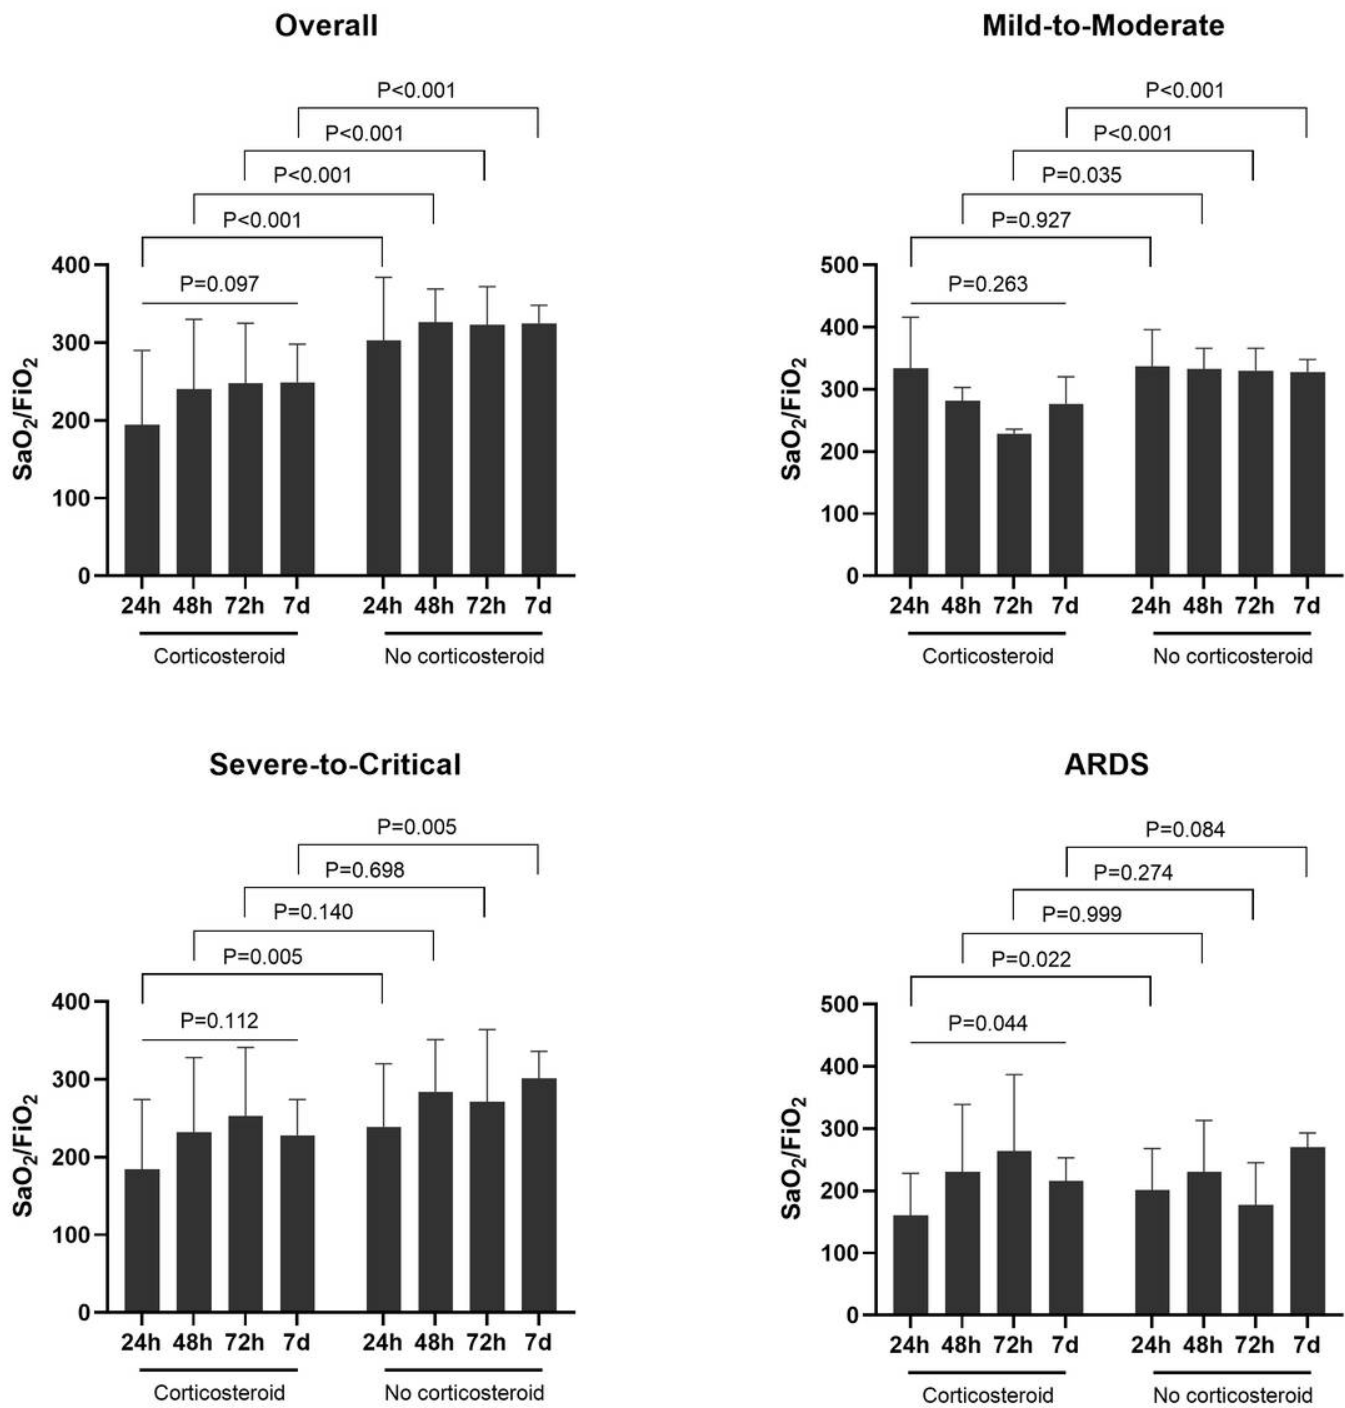 Overall
P<0.001
P<0.001
P<0.001
P<0.001
P=0.097
400
300
200
100
0
SaO₂/FiO₂
24h 48h 72h 7d 24h 48h 72h 7d
Corticosteroid No corticosteroid
Mild-to-Moderate
P<0.001
P<0.001
P=0.035
P=0.927
P=0.263
500
400
300
200
100
0
SaO₂/FiO₂
24h 48h 72h 7d 24h 48h 72h 7d
Corticosteroid No corticosteroid
Severe-to-Critical
P=0.005
P=0.698
P=0.140
P=0.005
P=0.112
400
300
200
100
0
SaO₂/FiO₂
24h 48h 72h 7d 24h 48h 72h 7d
Corticosteroid No corticosteroid
ARDS
P=0.084
P=0.274
P=0.999
P=0.022
P=0.044
500
400
300
200
100
0
SaO₂/FiO₂
24h 48h 72h 7d 24h 48h 72h 7d
Corticosteroid No corticosteroid